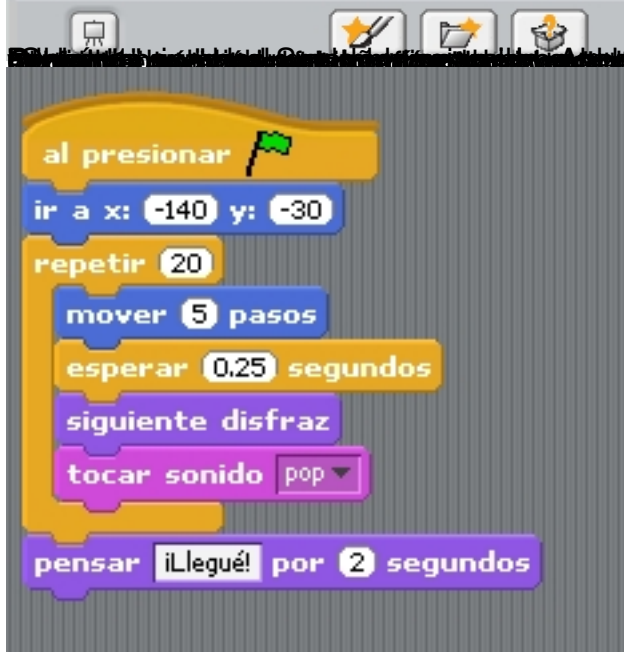 al presionar
ir a x: -140 y: -30
repetir 20
mover 5 pasos
esperar 0.25 segundos
siguiente disfraz
tocar sonido pop
pensar ¡Llegué! por 2 segundos